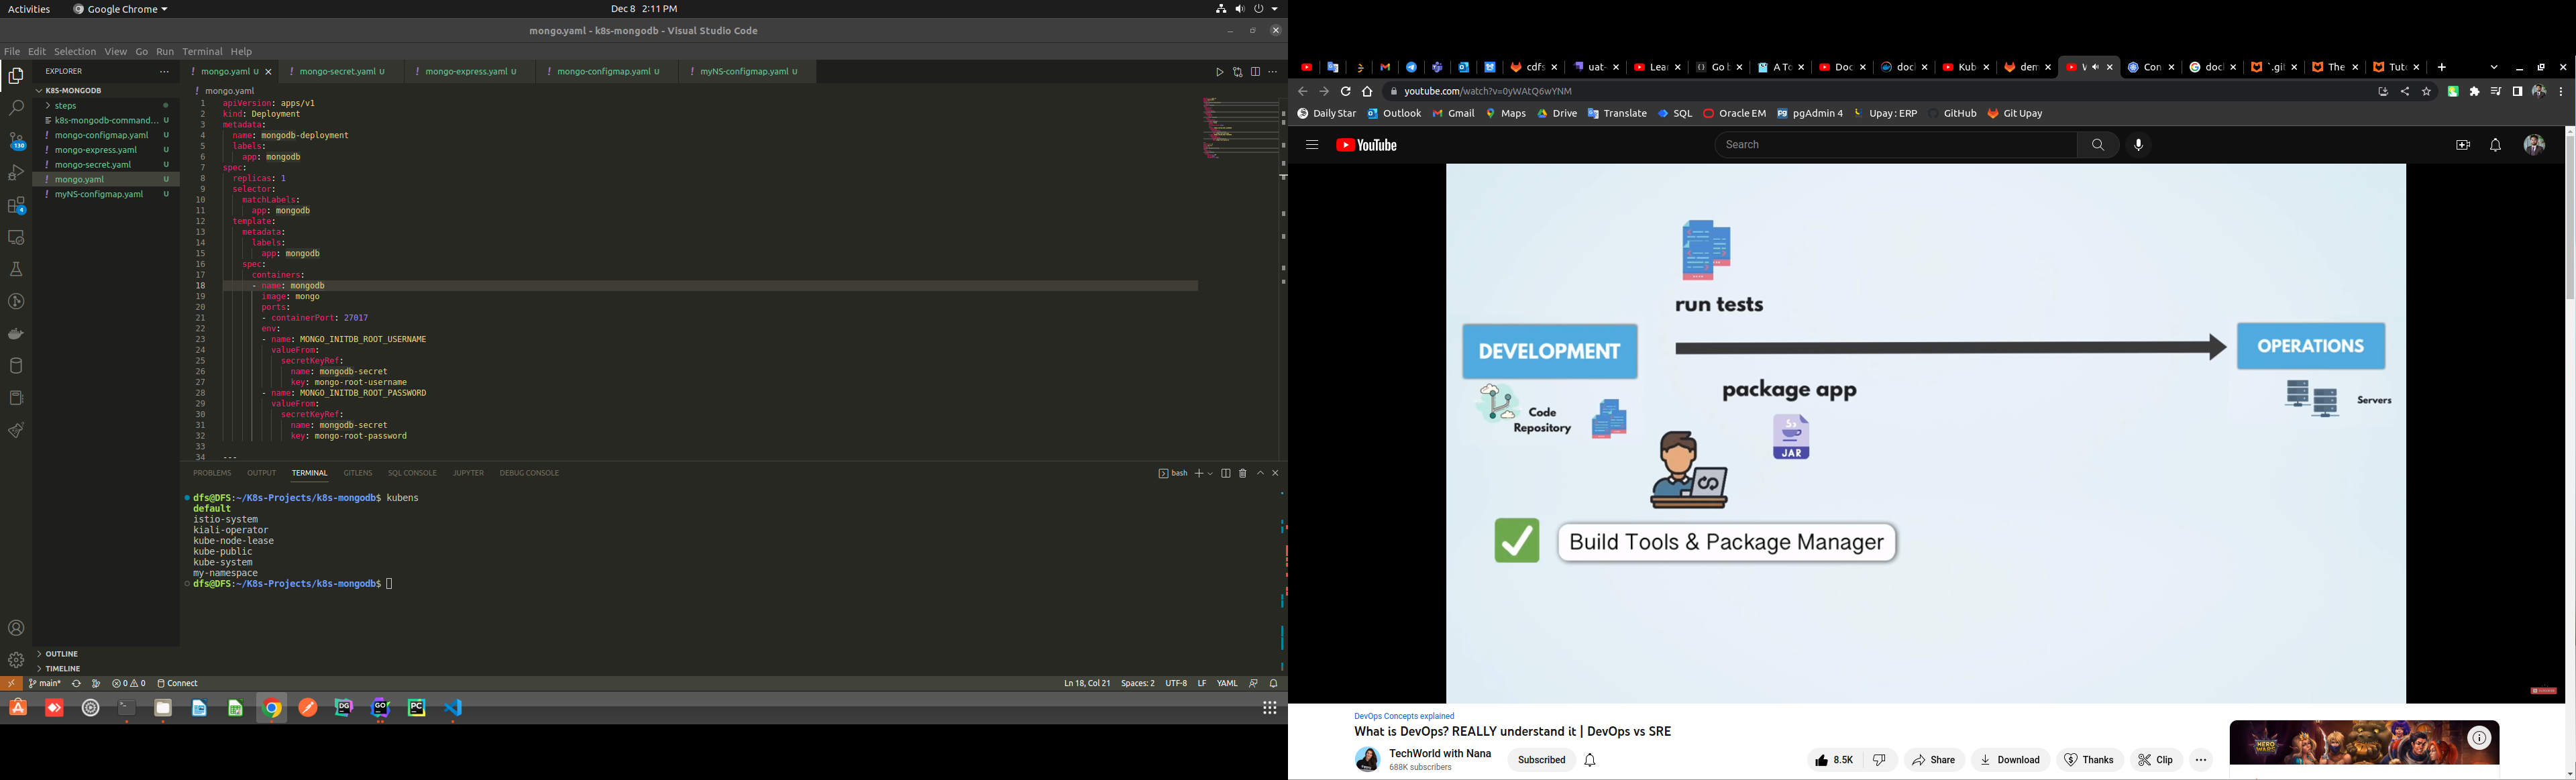 Activities
Google Chrome
Dec 8 2:11 PM
mongo.yaml - k8s-mongodb - Visual Studio Code
File Edit Selection View Go Run Terminal Help
EXPLORER
K8S-MONGODB
steps
k8s-mongodb-command... U
mongo-configmap.yaml U
mongo-express.yaml U
mongo-secret.yaml U
mongo.yaml U
myNS-configmap.yaml U
130
4
OUTLINE
TIMELINE
mongo.yaml U
mongo-secret.yaml U
mongo-express.yaml U
mongo-configmap.yaml U
myNS-configmap.yaml U
mongo.yaml
1 apiVersion: apps/v1
2 kind: Deployment
3 metadata:
4 name: mongodb-deployment
5 labels:
6 app: mongodb
7 spec:
8 replicas: 1
9 selector:
10 matchLabels:
11 app: mongodb
12 template:
13 metadata:
14 labels:
15 app: mongodb
16 spec:
17 containers:
18 - name: mongodb
19 image: mongo
20 ports:
21 - containerPort: 27017
22 env:
23 - name: MONGO_INITDB_ROOT_USERNAME
24 valueFrom:
25 secretKeyRef:
26 name: mongodb-secret
27 key: mongo-root-username
28 - name: MONGO_INITDB_ROOT_PASSWORD
29 valueFrom:
30 secretKeyRef:
31 name: mongodb-secret
32 key: mongo-root-password
33
34 ---
PROBLEMS OUTPUT TERMINAL GITLENS SQL CONSOLE JUPYTER DEBUG CONSOLE
bash
dfs@DFS:~/K8s-Projects/k8s-mongodb$ kubens
default
istio-system
kiali-operator
kube-node-lease
kube-public
kube-system
my-namespace
dfs@DFS:~/K8s-Projects/k8s-mongodb$
main* 0 0 Connect
Ln 18, Col 21 Spaces: 2 UTF-8 LF YAML
DG GO PC
cdfs uat- Lea Go b A To Doc doc Kub dem Con doc `.git The Tut
youtube.com/watch?v=0yWAtQ6wYNM
Daily Star Outlook Gmail Maps Drive Translate SQL Oracle EM pgAdmin 4 Upay : ERP GitHub Git Upay
YouTube
Search
run tests
DEVELOPMENT
OPERATIONS
package app
Code
Repository
JAR
Servers
Build Tools & Package Manager
DevOps Concepts explained
What is DevOps? REALLY understand it | DevOps vs SRE
TechWorld with Nana
688K subscribers
Subscribed
8.5K
Share
Download
Thanks
Clip
HERO WARS